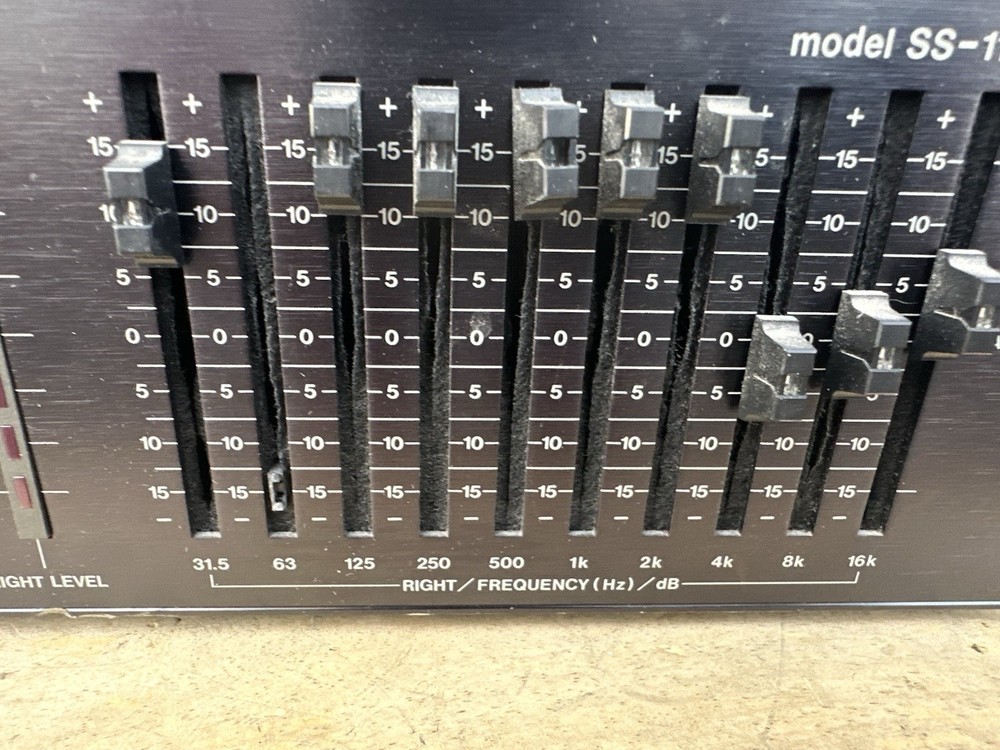 model SS-11
+ + + + + + + + + +
15 -15- -15- -15- -15- 5- 15 5- -15- -15-
10 -10- -10- -10- -10- 10 -10- -10- -10- -10-
5 5 5 5 5 5 5 5 5 5
0 0 0 0 0 0 0 0 0
5 5 5 5 5 5 5 5 5
10 10 10 10 10 10 10 10 10 10
15 15 15 15 15 15 15 15 15 15
- - - - - - - - - -
31.5 63 125 250 500 1k 2k 4k 8k 16k
IGHT LEVEL
RIGHT/FREQUENCY(Hz)/dB